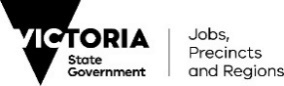 VICTORIA
State
Government
Jobs,
Precincts
and Regions